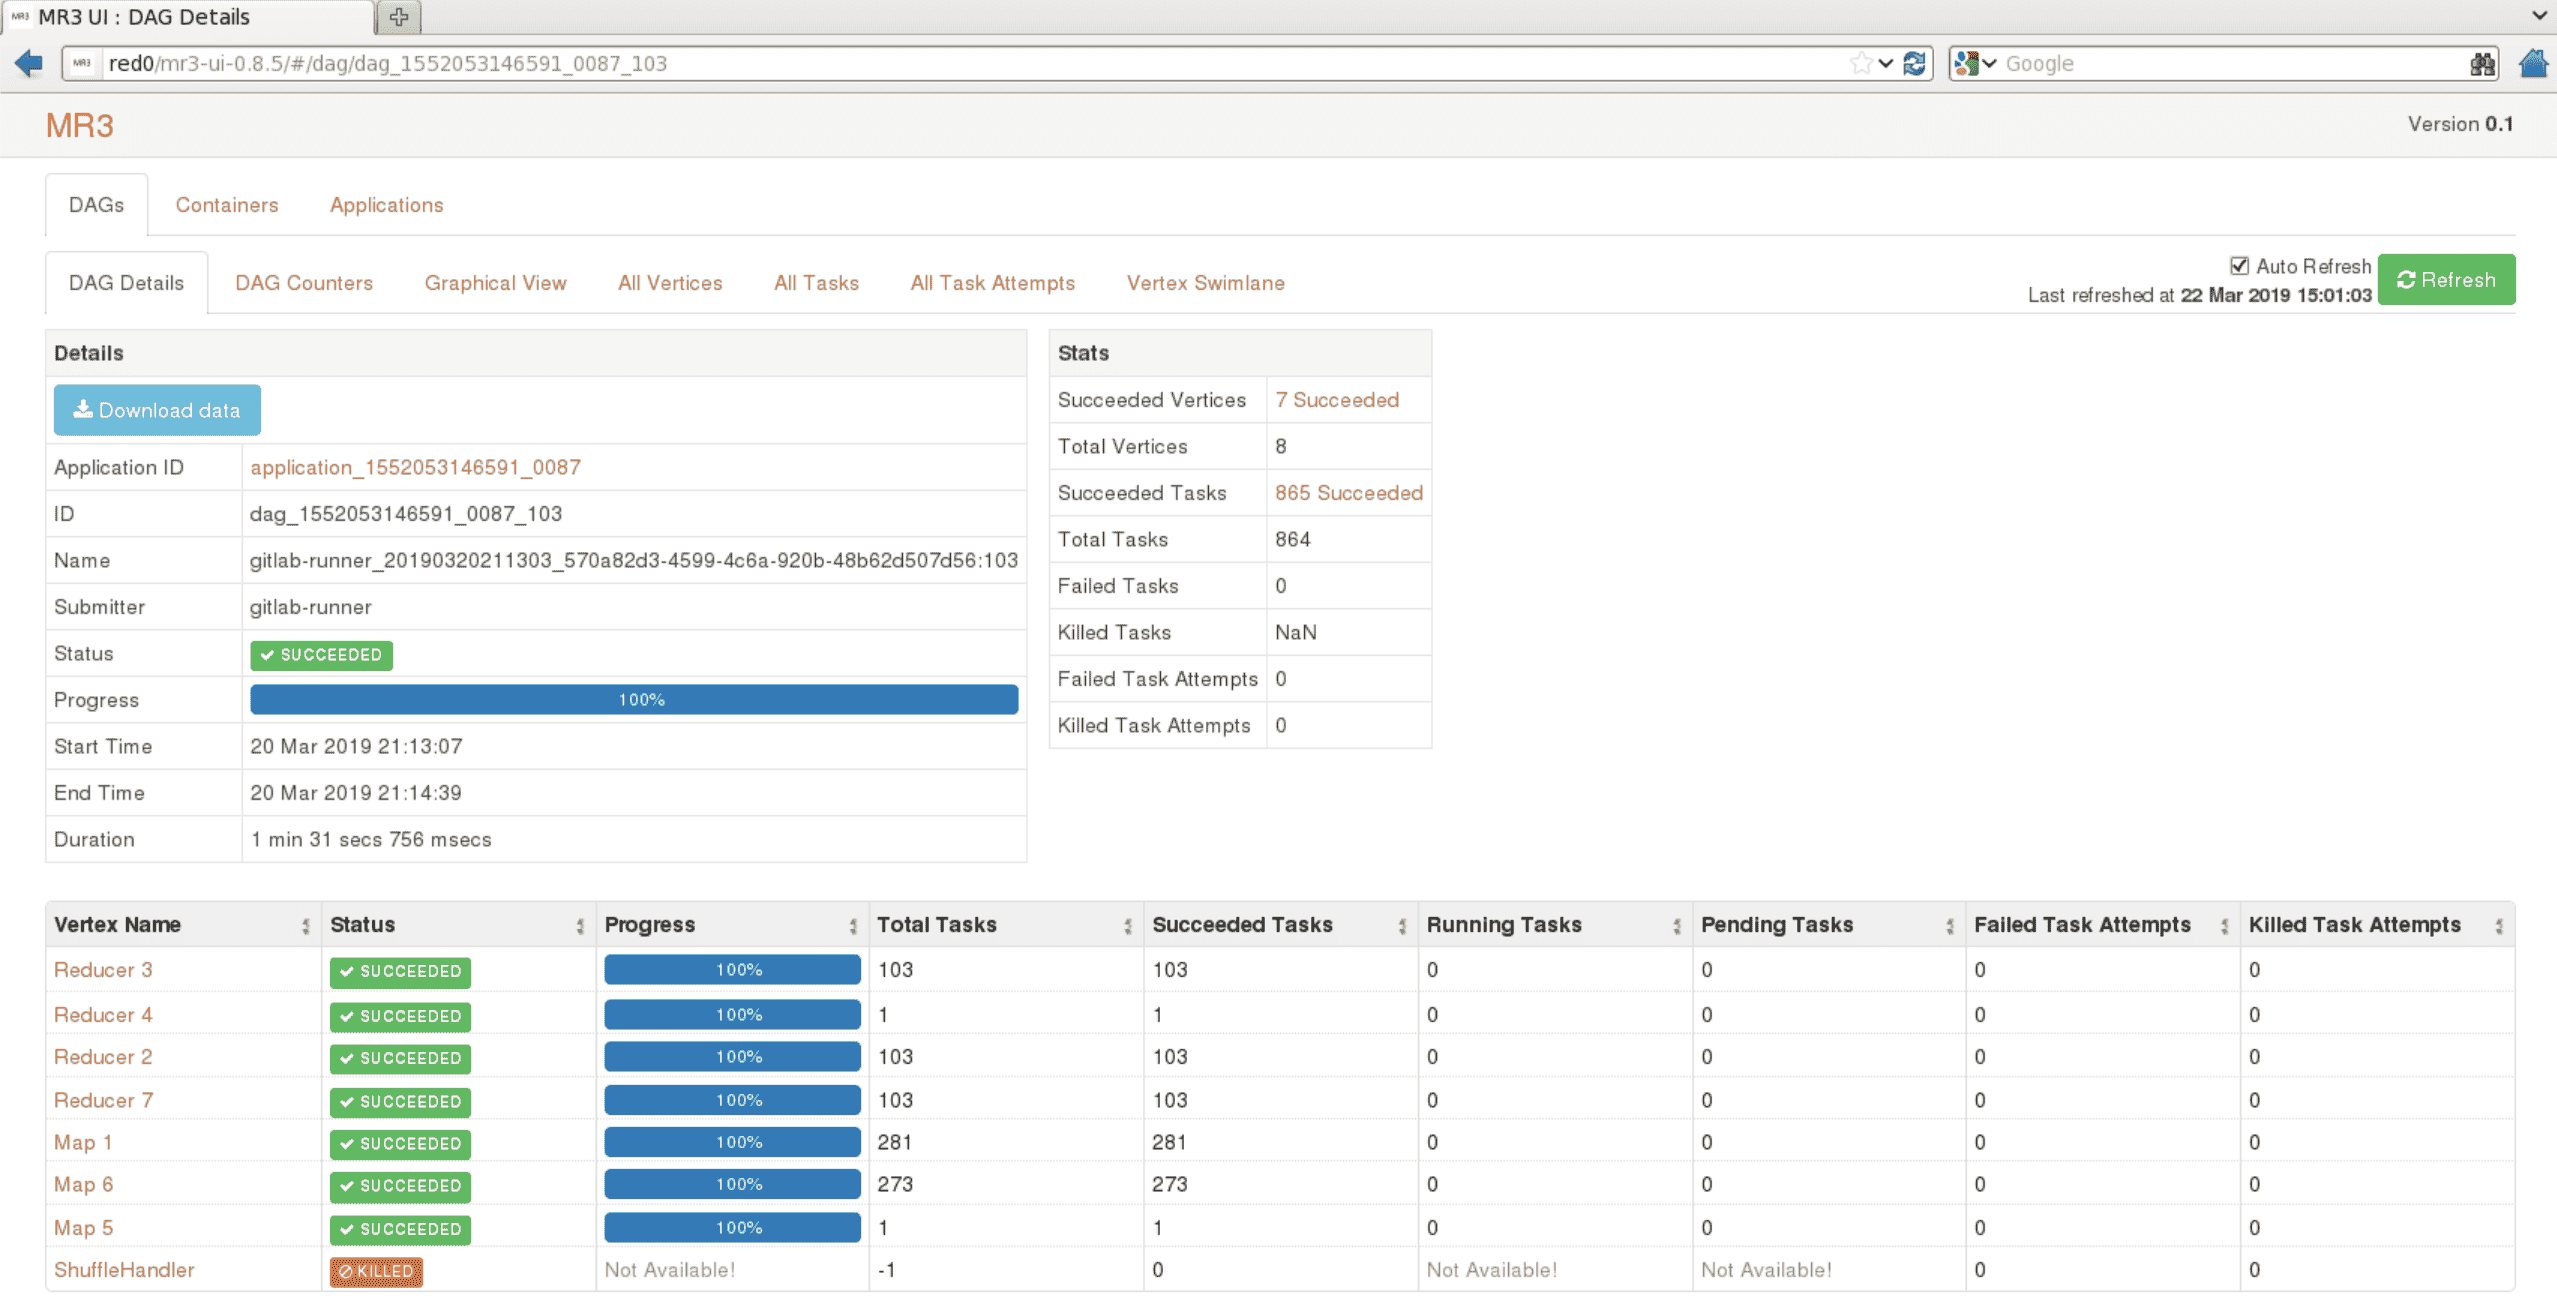 MR3 MR3 UI : DAG Details
MR3 red0/mr3-ui-0.8.5/#/dag/dag_1552053146591_0087_103 Google
MR3 Version 0.1
DAGs Containers Applications
DAG Details DAG Counters Graphical View All Vertices All Tasks All Task Attempts Vertex Swimlane
Auto Refresh
Last refreshed at 22 Mar 2019 15:01:03
Refresh
Details
Download data
Application ID application_1552053146591_0087
ID dag_1552053146591_0087_103
Name gitlab-runner_20190320211303_570a82d3-4599-4c6a-920b-48b62d507d56:103
Submitter gitlab-runner
Status SUCCEEDED
Progress 100%
Start Time 20 Mar 2019 21:13:07
End Time 20 Mar 2019 21:14:39
Duration 1 min 31 secs 756 msecs
Stats
Succeeded Vertices 7 Succeeded
Total Vertices 8
Succeeded Tasks 865 Succeeded
Total Tasks 864
Failed Tasks 0
Killed Tasks NaN
Failed Task Attempts 0
Killed Task Attempts 0
Vertex Name Status Progress Total Tasks Succeeded Tasks Running Tasks Pending Tasks Failed Task Attempts Killed Task Attempts
Reducer 3 SUCCEEDED 100% 103 103 0 0 0 0
Reducer 4 SUCCEEDED 100% 1 1 0 0 0 0
Reducer 2 SUCCEEDED 100% 103 103 0 0 0 0
Reducer 7 SUCCEEDED 100% 103 103 0 0 0 0
Map 1 SUCCEEDED 100% 281 281 0 0 0 0
Map 6 SUCCEEDED 100% 273 273 0 0 0 0
Map 5 SUCCEEDED 100% 1 1 0 0 0 0
ShuffleHandler KILLED Not Available! -1 0 Not Available! Not Available! 0 0